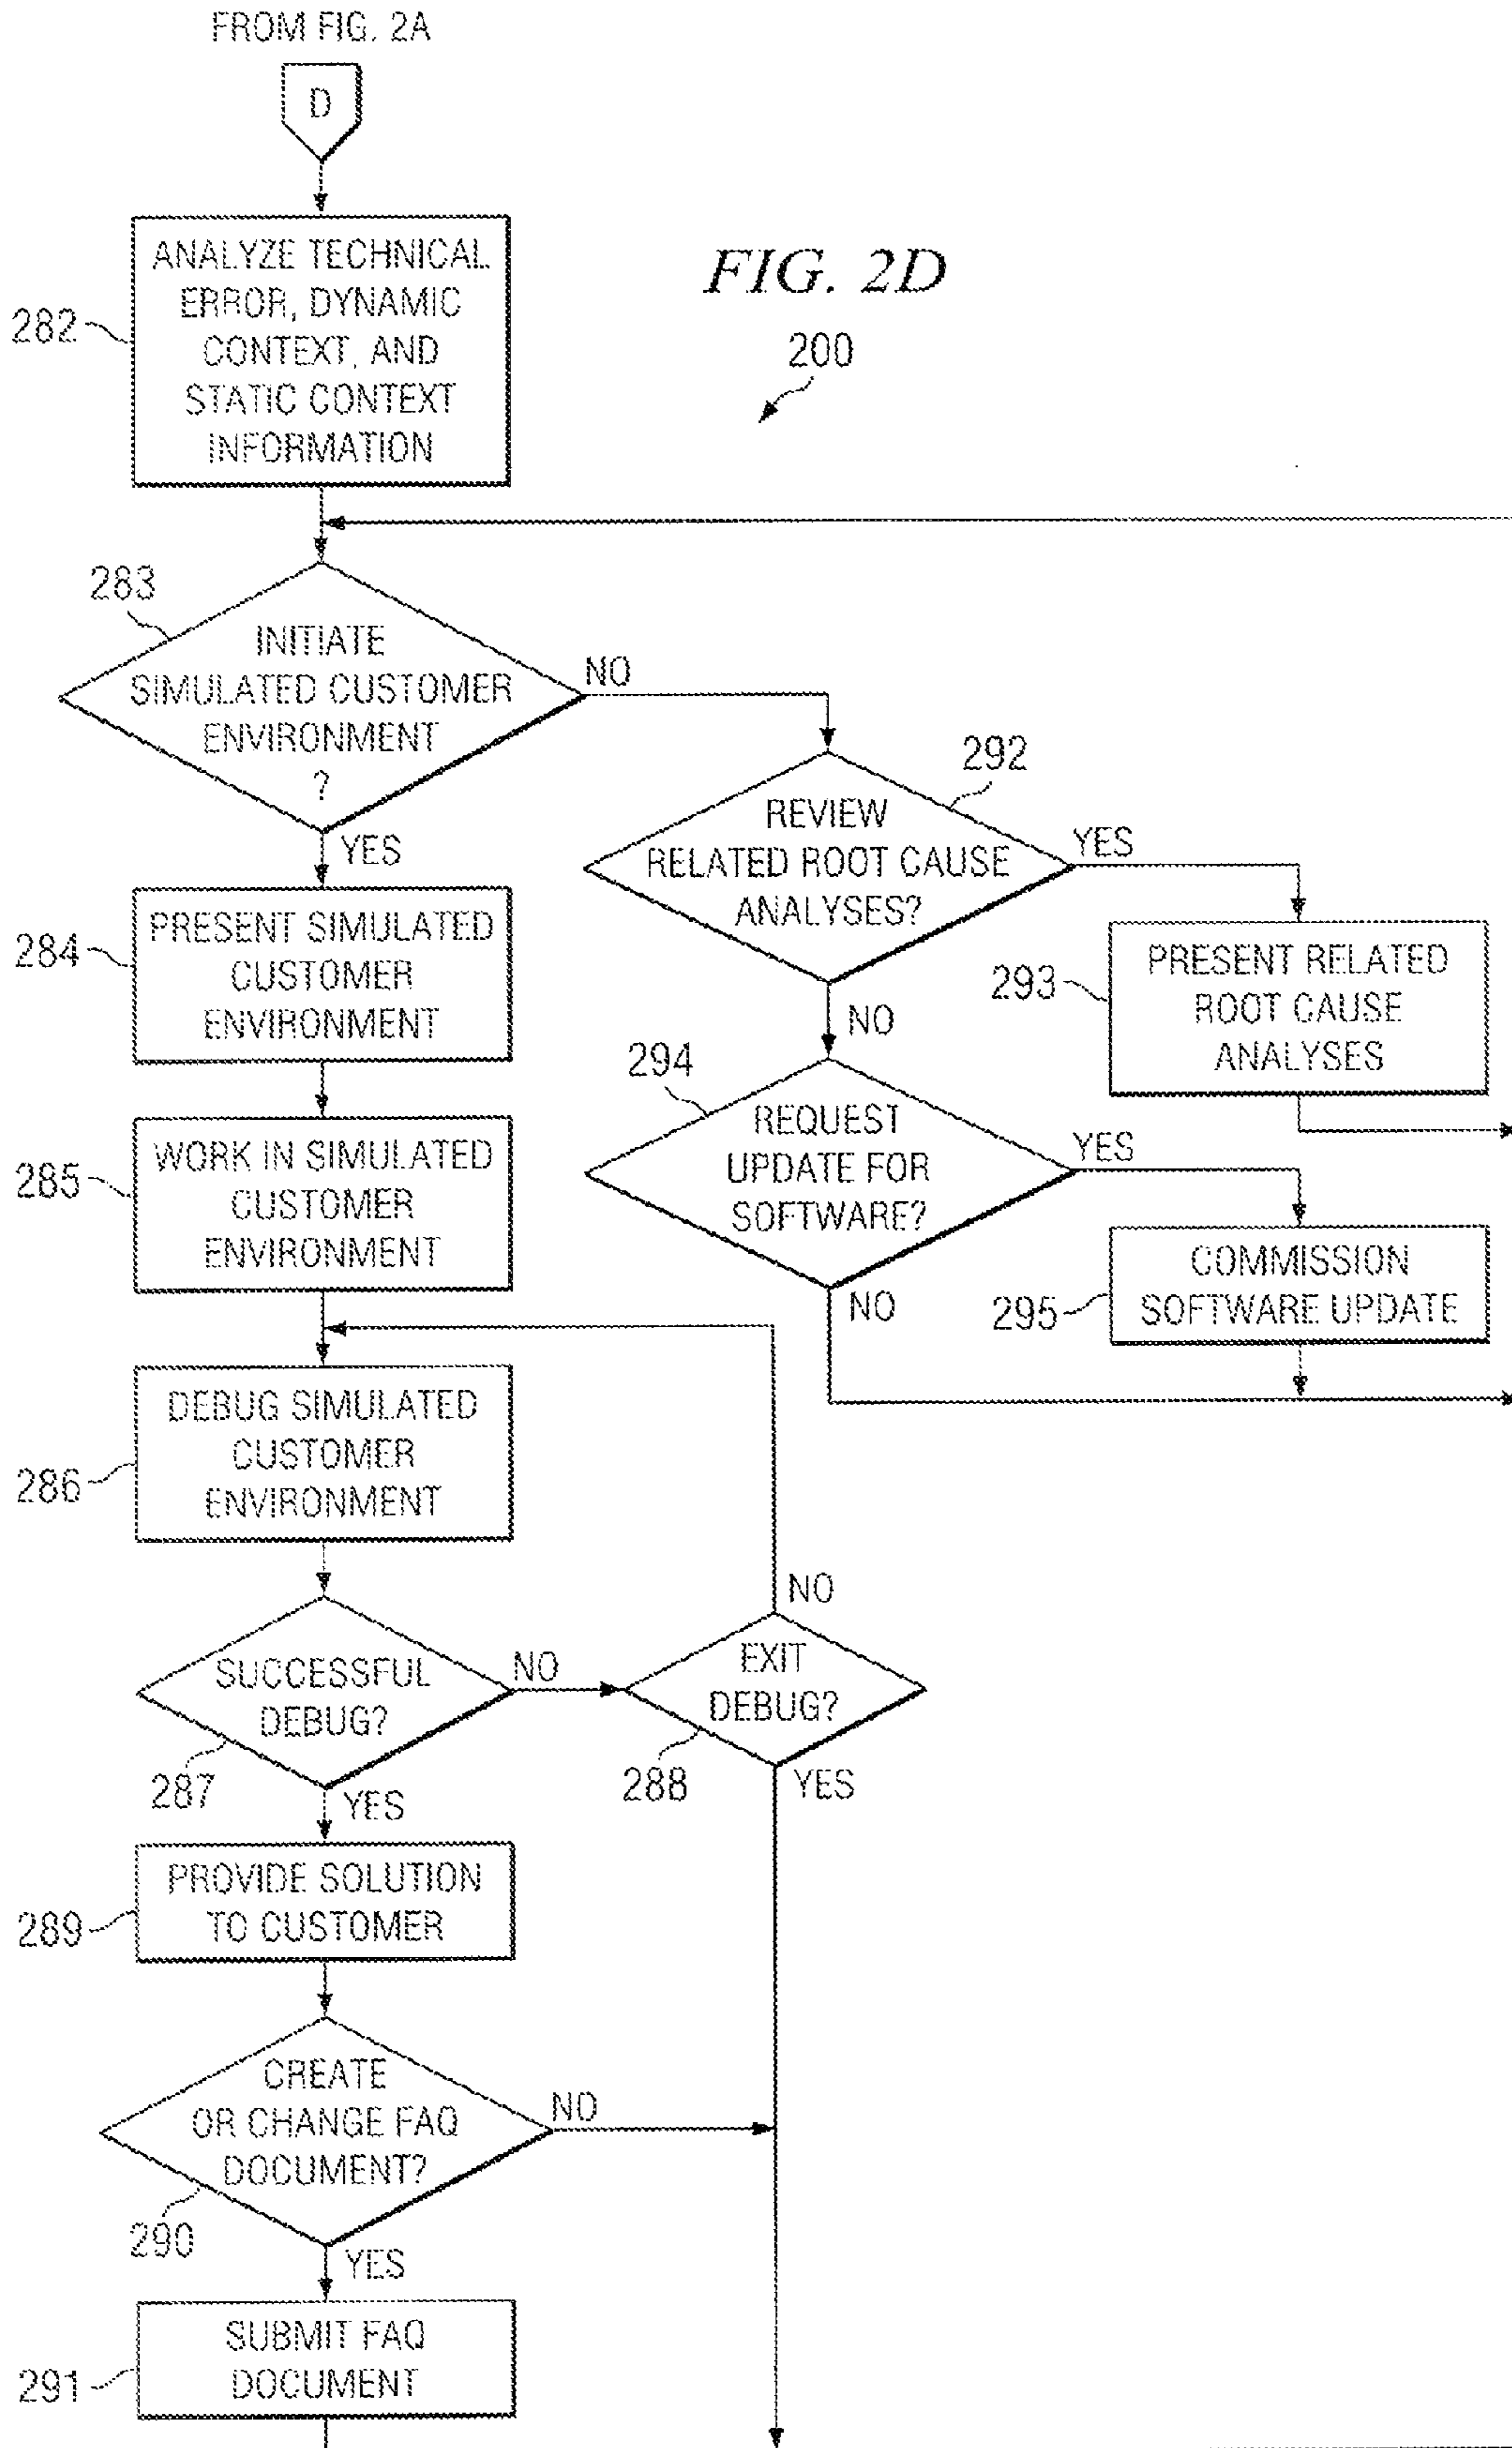 FROM FIG. 2A
D
ANALYZE TECHNICAL
ERROR, DYNAMIC
CONTEXT, AND
STATIC CONTEXT
INFORMATION
282
FIG. 2D
200
283
INITIATE
SIMULATED CUSTOMER
ENVIRONMENT
?
NO
YES
292
REVIEW
RELATED ROOT CAUSE
ANALYSES?
YES
NO
284
PRESENT SIMULATED
CUSTOMER
ENVIRONMENT
293
PRESENT RELATED
ROOT CAUSE
ANALYSES
294
REQUEST
UPDATE FOR
SOFTWARE?
YES
NO
285
WORK IN SIMULATED
CUSTOMER
ENVIRONMENT
295
COMMISSION
SOFTWARE UPDATE
286
DEBUG SIMULATED
CUSTOMER
ENVIRONMENT
SUCCESSFUL
DEBUG?
287
NO
YES
NO
EXIT
DEBUG?
288
YES
289
PROVIDE SOLUTION
TO CUSTOMER
CREATE
OR CHANGE FAQ
DOCUMENT?
290
NO
YES
291
SUBMIT FAQ
DOCUMENT